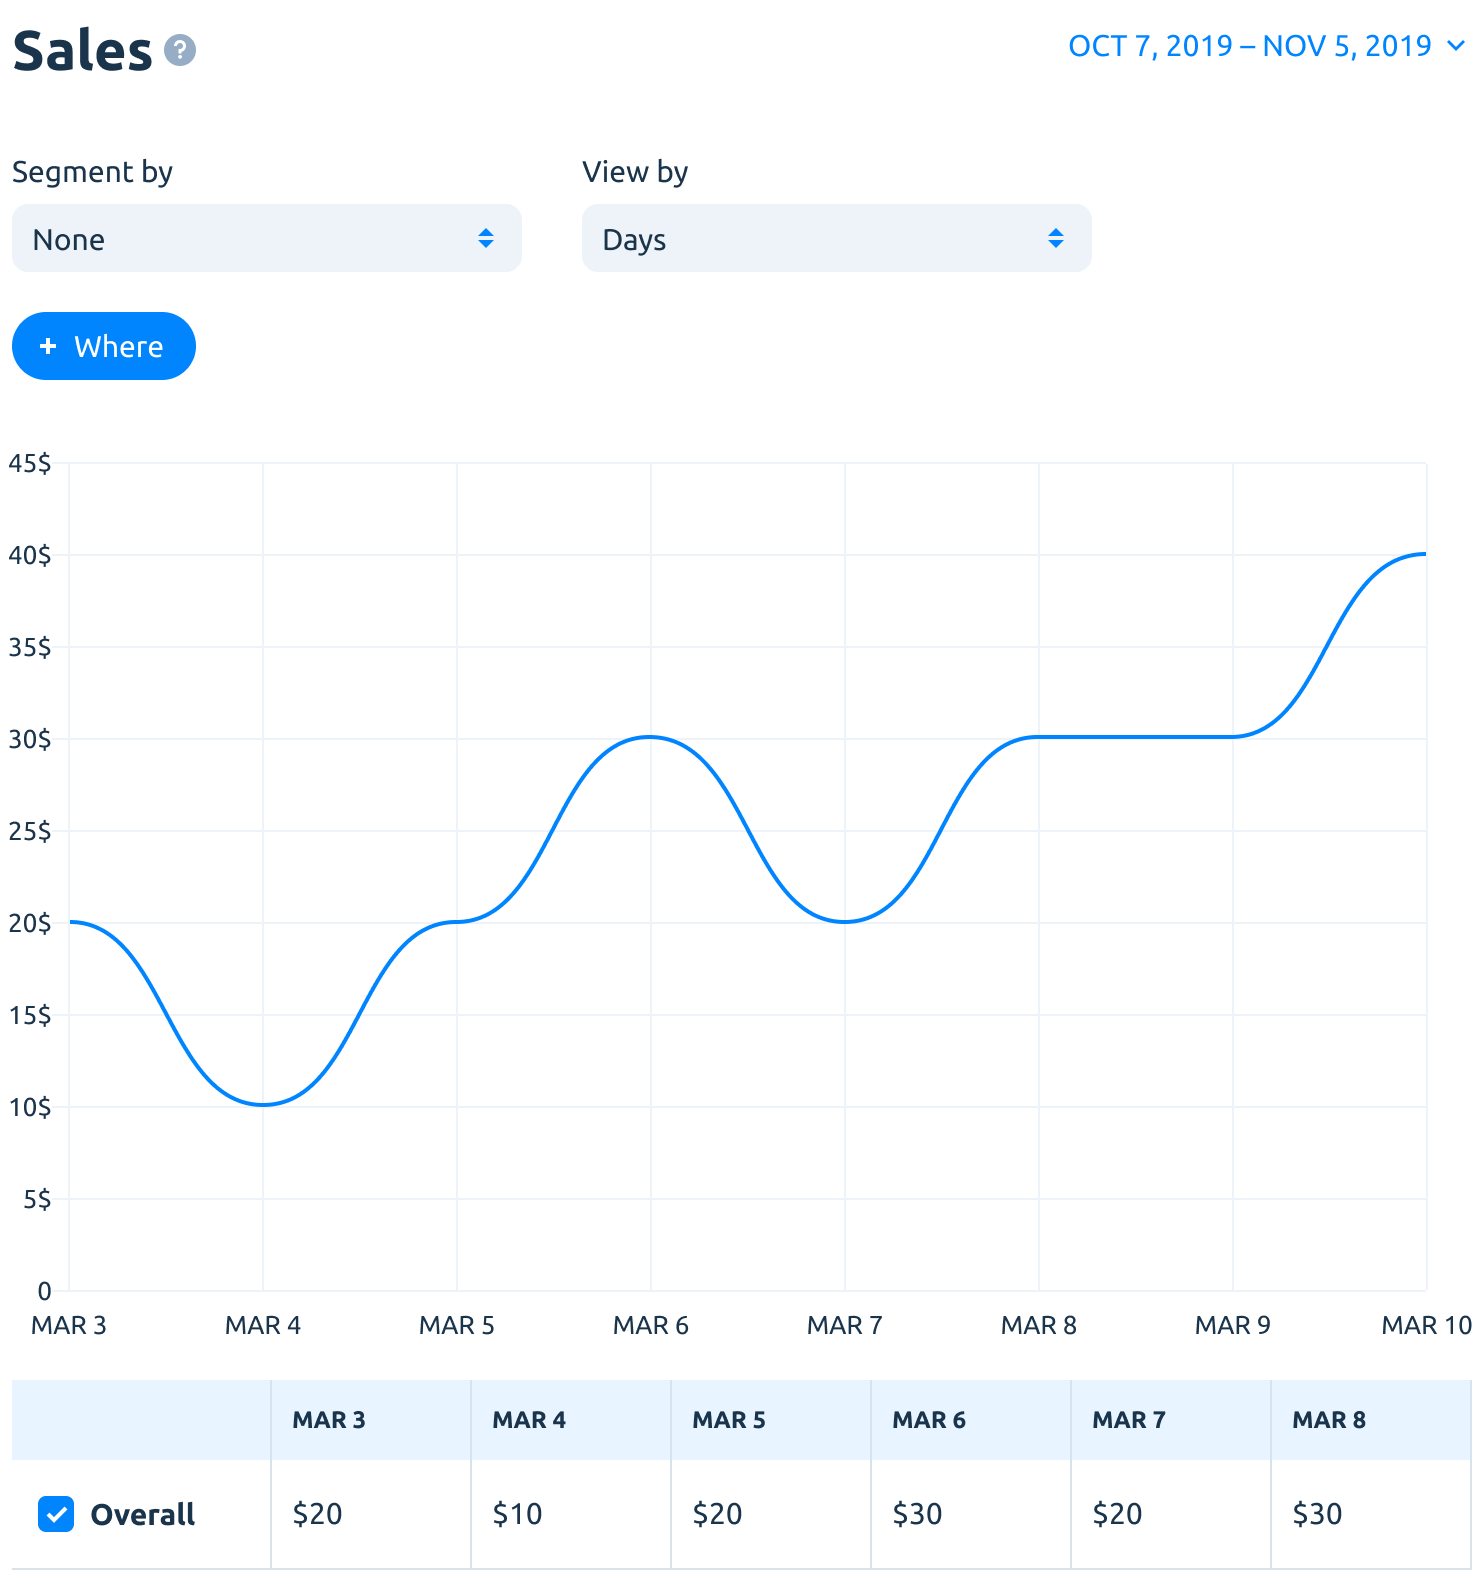 Sales ?
OCT 7, 2019 – NOV 5, 2019
Segment by
View by
None
Days
+ Where
45$
40$
35$
30$
25$
20$
15$
10$
5$
0
MAR 3 MAR 4 MAR 5 MAR 6 MAR 7 MAR 8 MAR 9 MAR 10
MAR 3 MAR 4 MAR 5 MAR 6 MAR 7 MAR 8
Overall $20 $10 $20 $30 $20 $30